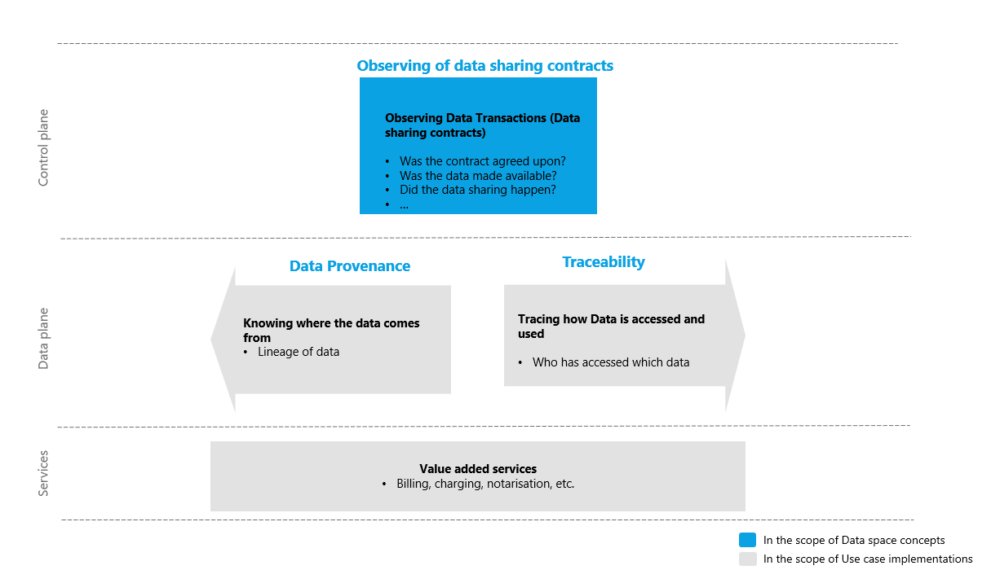 Control plane
Observing of data sharing contracts
Observing Data Transactions (Data
sharing contracts)
• Was the contract agreed upon?
• Was the data made available?
• Did the data sharing happen?
• ...
Data plane
Data Provenance
Knowing where the data comes
from
• Lineage of data
Traceability
Tracing how Data is accessed and
used
• Who has accessed which data
Services
Value added services
• Billing, charging, notarisation, etc.
In the scope of Data space concepts
In the scope of Use case implementations